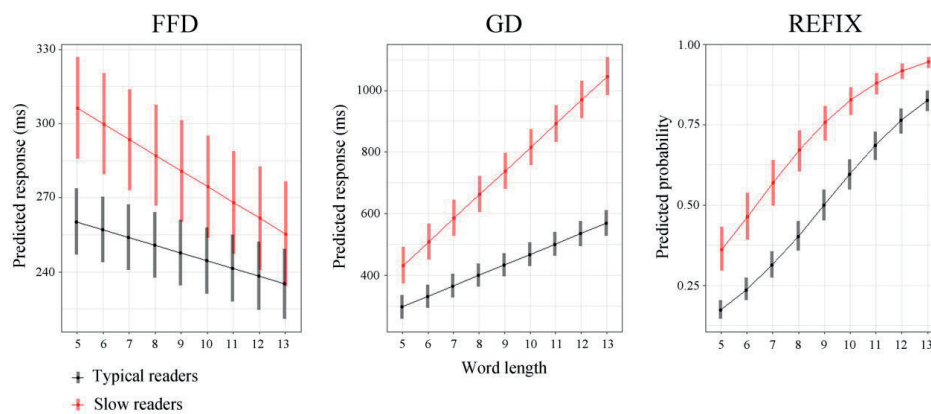 FFD
GD
REFIX
Predicted response (ms)
330
300
270
240
5 6 7 8 9 10 11 12 13
Predicted response (ms)
1000
800
600
400
5 6 7 8 9 10 11 12 13
Word length
Predicted probability
1.00
0.75
0.50
0.25
5 6 7 8 9 10 11 12 13
Typical readers
Slow readers